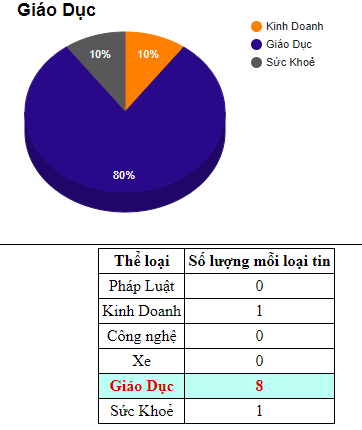 Giáo Dục
Kinh Doanh
Giáo Dục
Sức Khoẻ
10% 10%
80%
Thể loại Số lượng mỗi loại tin
Pháp Luật 0
Kinh Doanh 1
Công nghệ 0
Xe 0
Giáo Dục 8
Sức Khoẻ 1